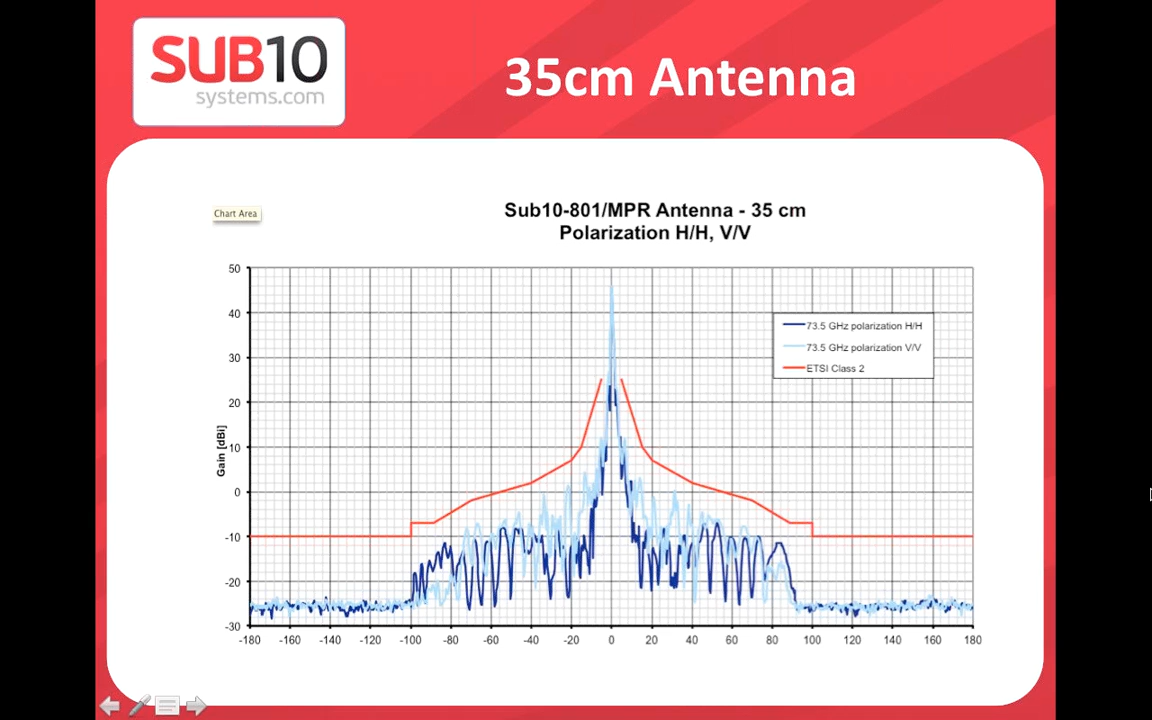 SUB10
systems.com
35cm Antenna
Chart Area
Sub10-801/MPR Antenna - 35 cm
Polarization H/H, V/V
50
40
30
20
10
0
-10
-20
-30
Gain [dBi]
73.5 GHz polarization H/H
73.5 GHz polarization V/V
ETSI Class 2
-180 -160 -140 -120 -100 -80 -60 -40 -20 0 20 40 60 80 100 120 140 160 180